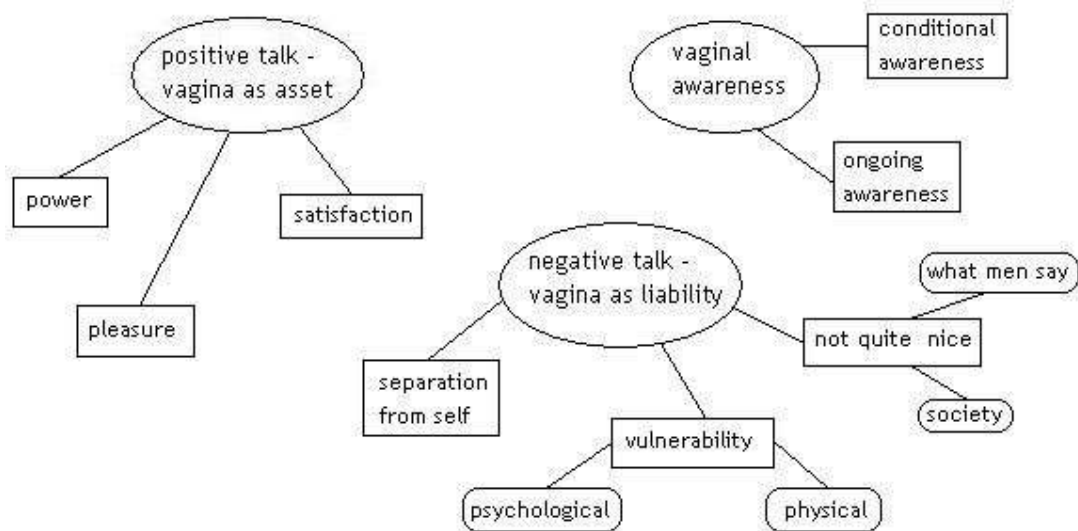 positive talk -
vagina as asset
power
pleasure
satisfaction
vaginal
awareness
conditional
awareness
ongoing
awareness
negative talk -
vagina as liability
separation
from self
vulnerability
psychological
physical
not quite nice
what men say
society